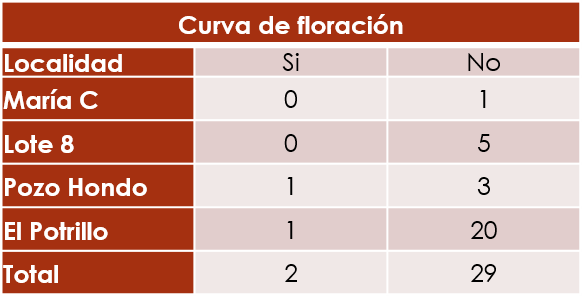 Curva de floración
Localidad Si No
María C 0 1
Lote 8 0 5
Pozo Hondo 1 3
El Potrillo 1 20
Total 2 29